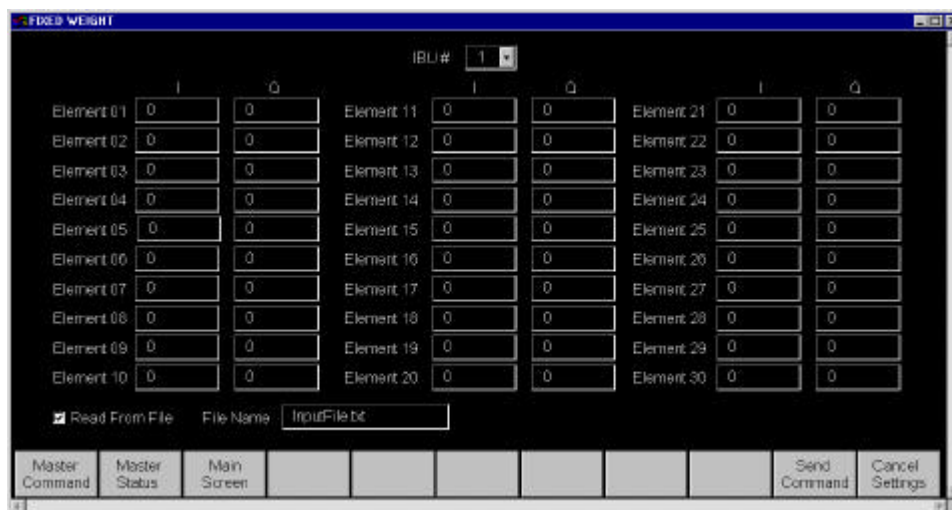 FIXED WEIGHT
IBU# 1
I Q I Q I Q
Element 01 0 0 Element 11 0 0 Element 21 0 0
Element 02 0 0 Element 12 0 0 Element 22 0 0
Element 03 0 0 Element 13 0 0 Element 23 0 0
Element 04 0 0 Element 14 0 0 Element 24 0 0
Element 05 0 0 Element 15 0 0 Element 25 0 0
Element 06 0 0 Element 16 0 0 Element 26 0 0
Element 07 0 0 Element 17 0 0 Element 27 0 0
Element 08 0 0 Element 18 0 0 Element 28 0 0
Element 09 0 0 Element 19 0 0 Element 29 0 0
Element 10 0 0 Element 20 0 0 Element 30 0 0
Read From File File Name InputFile.txt
Master Master Main Send Cancel
Command Status Screen Command Settings